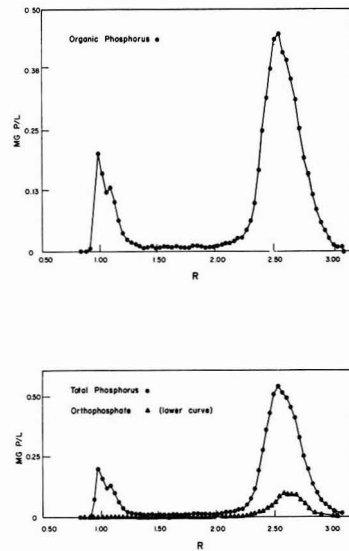 0 50
Organic Phosphorus ●
0.38
0.25
0.13
0
MG P/L
0.50 1.00 1.50 2.00 2.50 3.00
R
Total Phosphorus ●
Orthophosphate ▲ (lower curve)
0.50
0.25
0
MG P/L
0.50 1.00 1.50 2.00 2.50 3.00
R